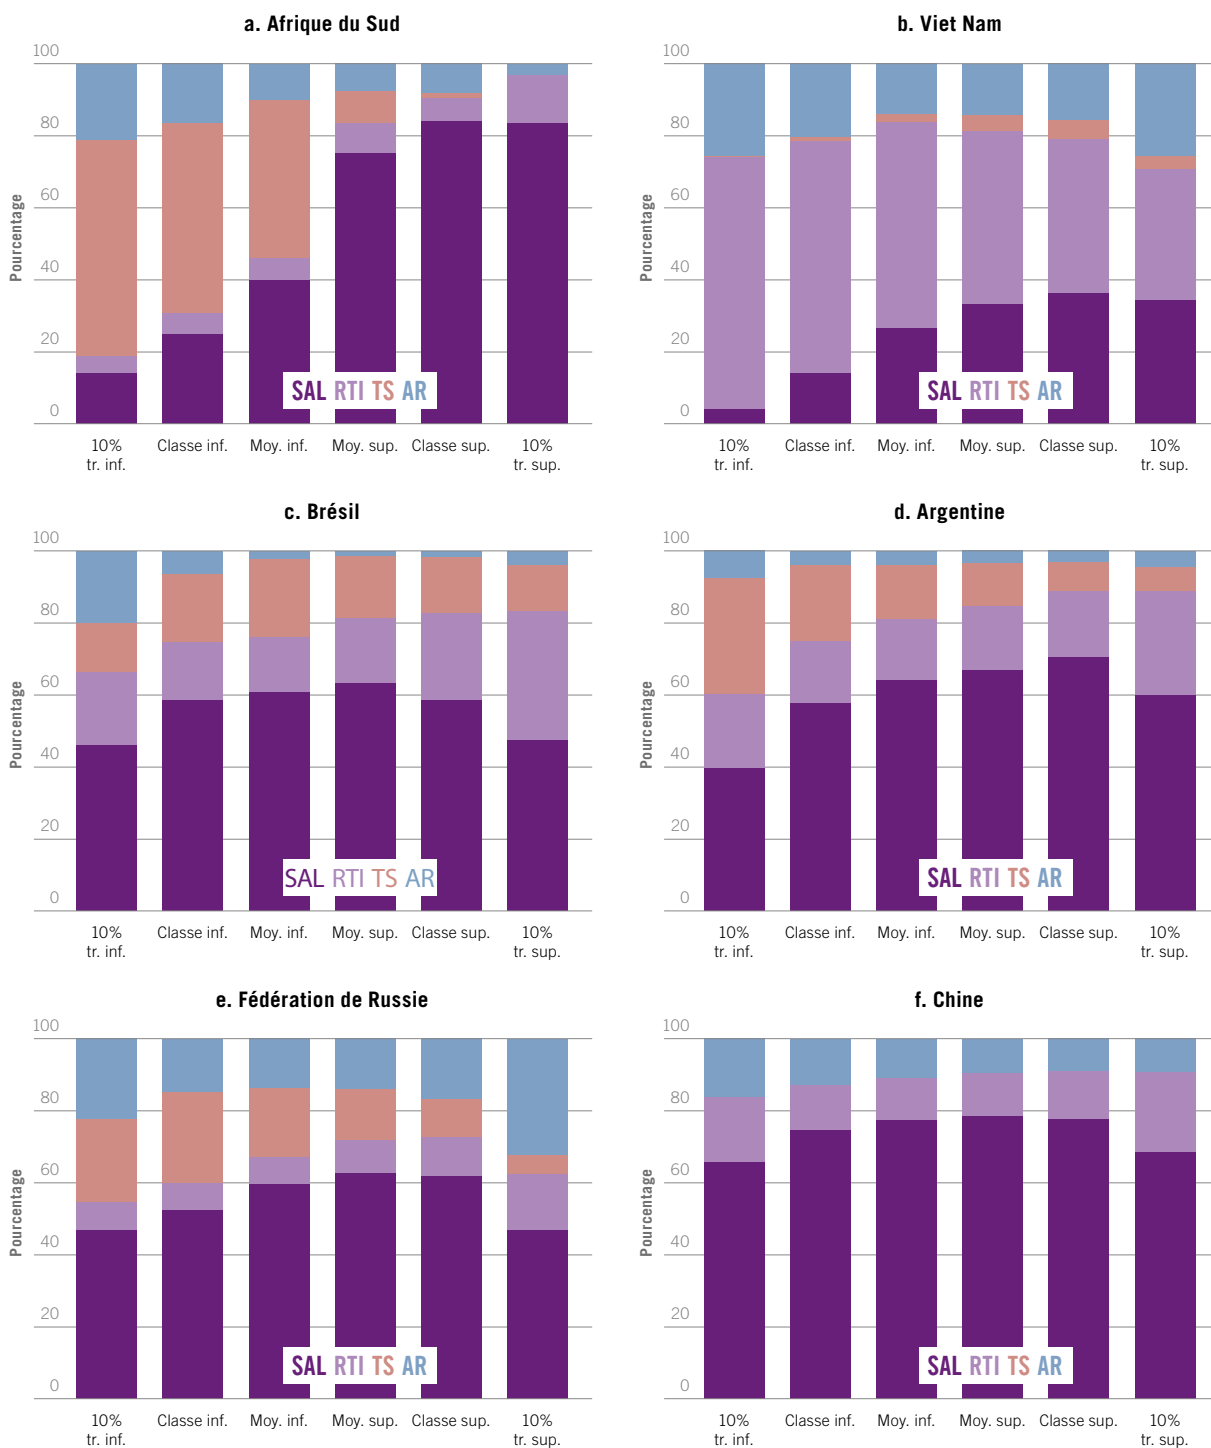 a. Afrique du Sud
100
80
60
40
20
0
Pourcentage
SAL RTI TS AR
10% tr. inf.
Classe inf.
Moy. inf.
Moy. sup.
Classe sup.
10% tr. sup.
b. Viet Nam
100
80
60
40
20
0
Pourcentage
SAL RTI TS AR
10% tr. inf.
Classe inf.
Moy. inf.
Moy. sup.
Classe sup.
10% tr. sup.
c. Brésil
100
80
60
40
20
0
Pourcentage
SAL RTI TS AR
10% tr. inf.
Classe inf.
Moy. inf.
Moy. sup.
Classe sup.
10% tr. sup.
d. Argentine
100
80
60
40
20
0
Pourcentage
SAL RTI TS AR
10% tr. inf.
Classe inf.
Moy. inf.
Moy. sup.
Classe sup.
10% tr. sup.
e. Fédération de Russie
100
80
60
40
20
0
Pourcentage
SAL RTI TS AR
10% tr. inf.
Classe inf.
Moy. inf.
Moy. sup.
Classe sup.
10% tr. sup.
f. Chine
100
80
60
40
20
0
Pourcentage
SAL RTI TS AR
10% tr. inf.
Classe inf.
Moy. inf.
Moy. sup.
Classe sup.
10% tr. sup.